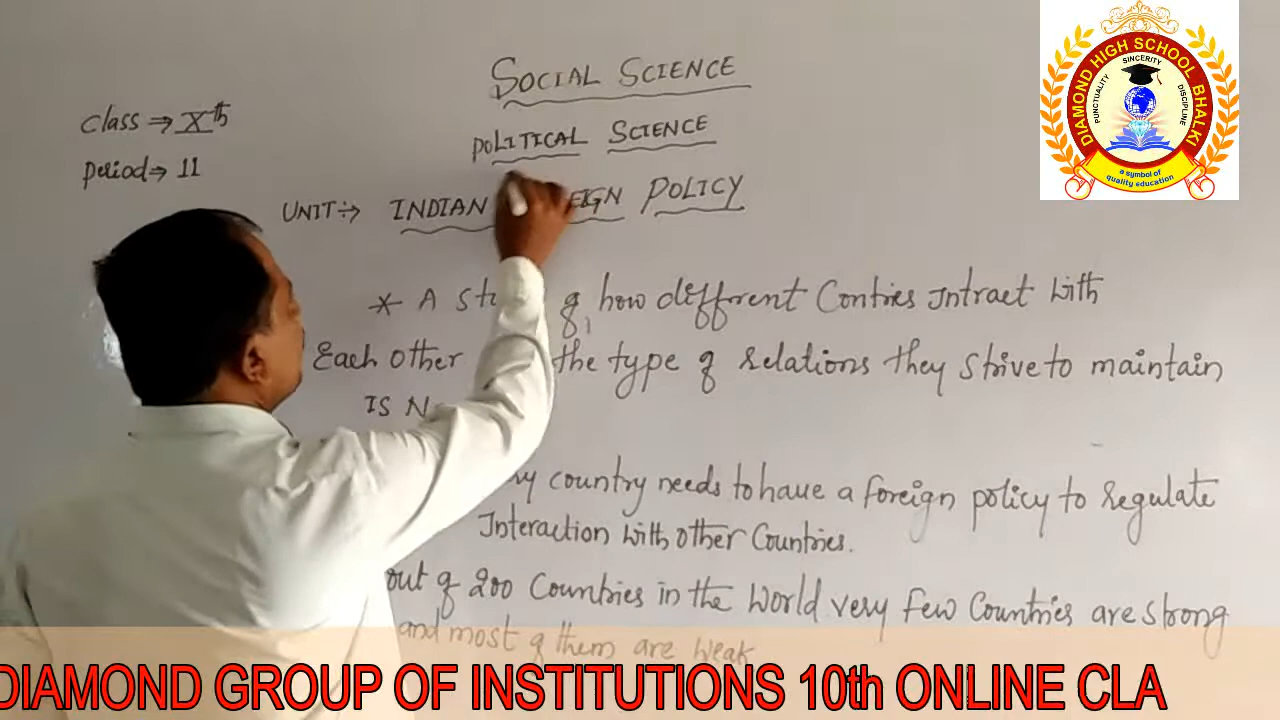 SOCIAL SCIENCE
class ⇒ Xth
POLITICAL SCIENCE
Period → 11
UNIT ÷> INDIAN EIGN POLICY
* A how different Contries Intract with
Each other the type of relations they strive to maintain
IS N
country needs to have a foreign policy to regulate
Interaction with other Countries.
out of 200 Countries in the World very few Countries are strong
and most of them are weak
DIAMOND HIGH SCHOOL BHALKI
PUNCTUALITY SINCERITY DISCIPLINE
a symbol of
quality education
DIAMOND GROUP OF INSTITUTIONS 10th ONLINE CLA